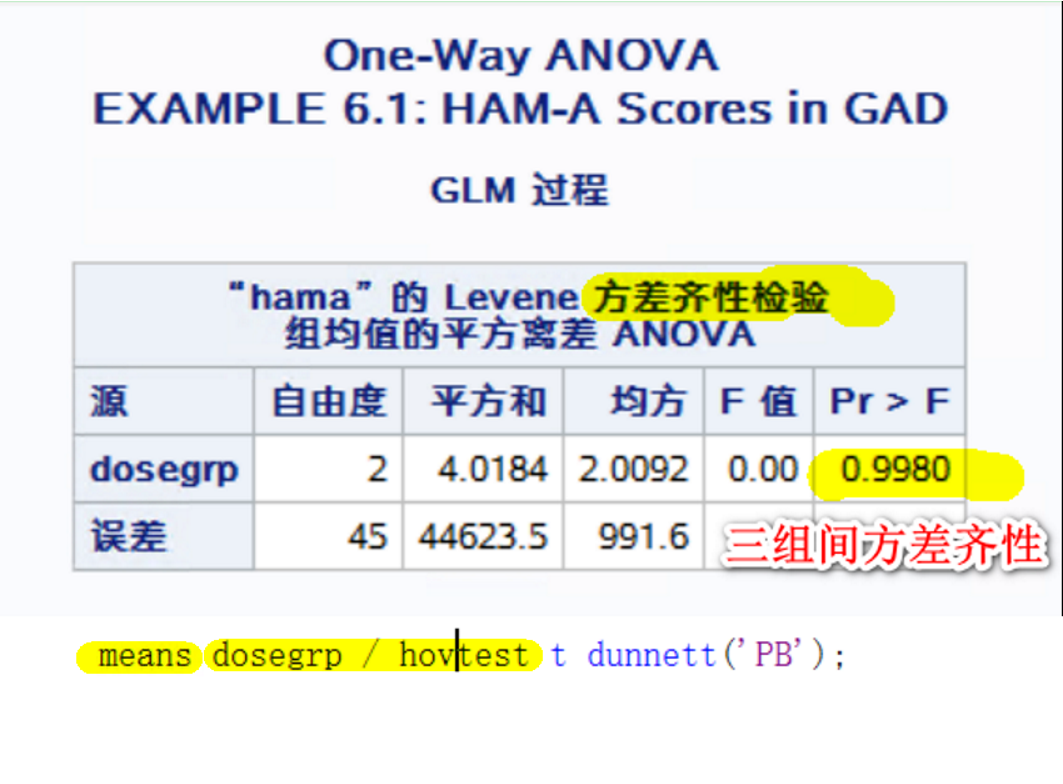 One-Way ANOVA
EXAMPLE 6.1: HAM-A Scores in GAD
GLM 过程
“hama”的 Levene 方差齐性检验
组均值的平方离差 ANOVA
源 自由度 平方和 均方 F 值 Pr > F
dosegrp 2 4.0184 2.0092 0.00 0.9980
误差 45 44623.5 991.6
三组间方差齐性
means dosegrp / hovtest t dunnett('PB');